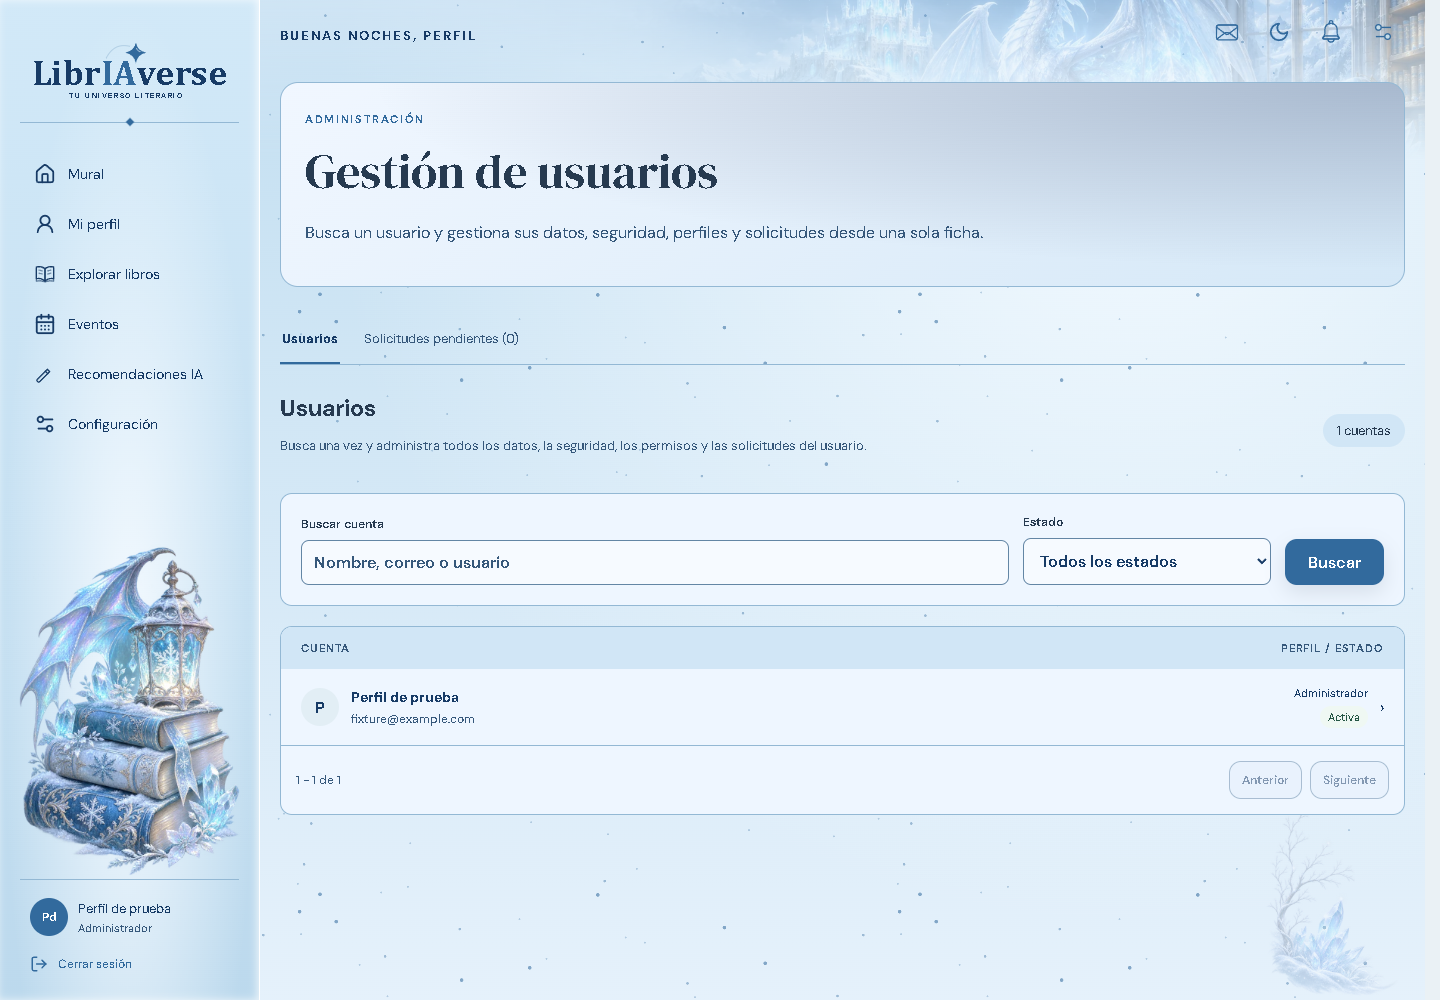 LibrIAverse
TU UNIVERSO LITERARIO
Mural
Mi perfil
Explorar libros
Eventos
Recomendaciones IA
Configuración
Pd
Perfil de prueba
Administrador
Cerrar sesión
BUENAS NOCHES, PERFIL
ADMINISTRACIÓN
Gestión de usuarios
Busca un usuario y gestiona sus datos, seguridad, perfiles y solicitudes desde una sola ficha.
Usuarios
Solicitudes pendientes (0)
Usuarios
Busca una vez y administra todos los datos, la seguridad, los permisos y las solicitudes del usuario.
1 cuentas
Buscar cuenta
Nombre, correo o usuario
Estado
Todos los estados
Buscar
CUENTA
PERFIL / ESTADO
P
Perfil de prueba
fixture@example.com
Administrador
Activa
1 – 1 de 1
Anterior
Siguiente